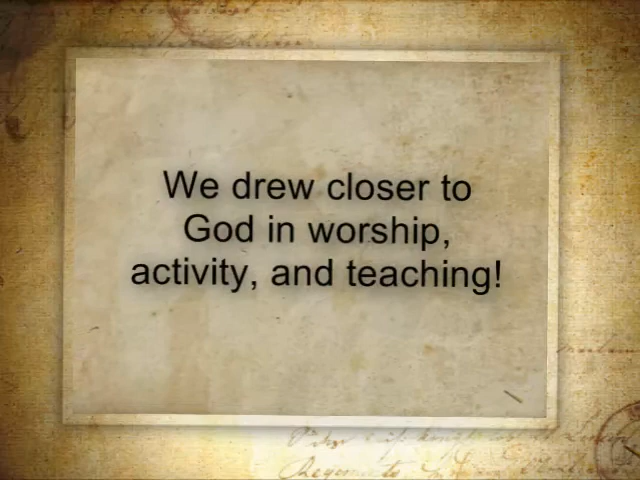 We drew closer to
God in worship,
activity, and teaching!